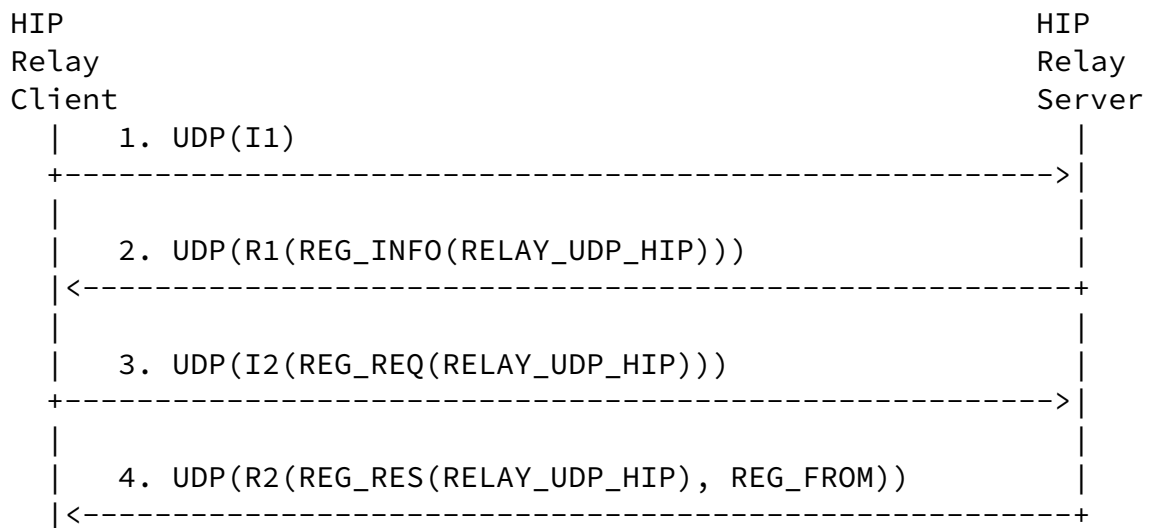 HIP HIP
Relay Relay
Client Server
1. UDP(I1)
2. UDP(R1(REG_INFO(RELAY_UDP_HIP)))
3. UDP(I2(REG_REQ(RELAY_UDP_HIP)))
4. UDP(R2(REG_RES(RELAY_UDP_HIP), REG_FROM))